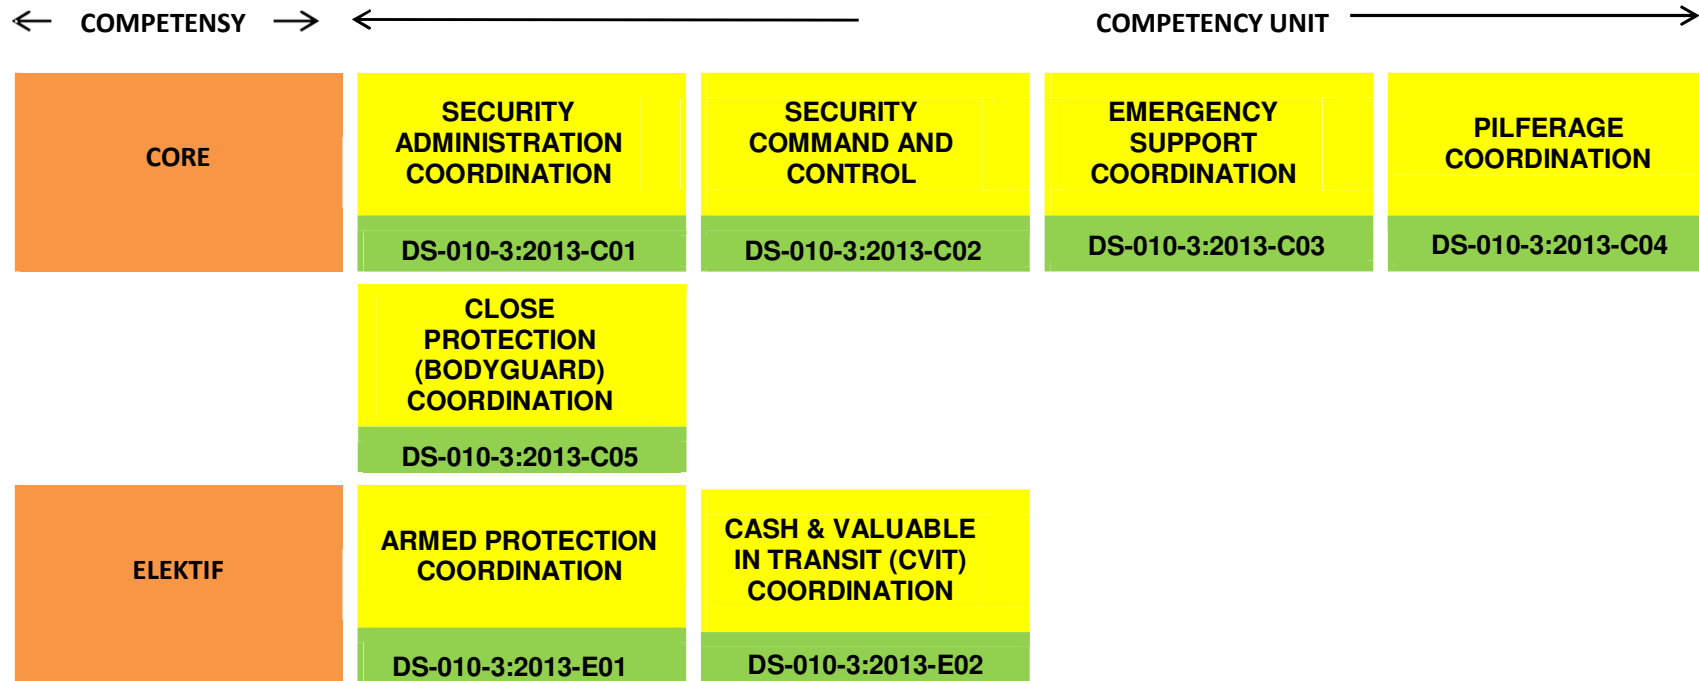 COMPETENSY
COMPETENCY UNIT
CORE
SECURITY
ADMINISTRATION
COORDINATION
DS-010-3:2013-C01
SECURITY
COMMAND AND
CONTROL
DS-010-3:2013-C02
EMERGENCY
SUPPORT
COORDINATION
DS-010-3:2013-C03
PILFERAGE
COORDINATION
DS-010-3:2013-C04
CLOSE
PROTECTION
(BODYGUARD)
COORDINATION
DS-010-3:2013-C05
ELEKTIF
ARMED PROTECTION
COORDINATION
DS-010-3:2013-E01
CASH & VALUABLE
IN TRANSIT (CVIT)
COORDINATION
DS-010-3:2013-E02